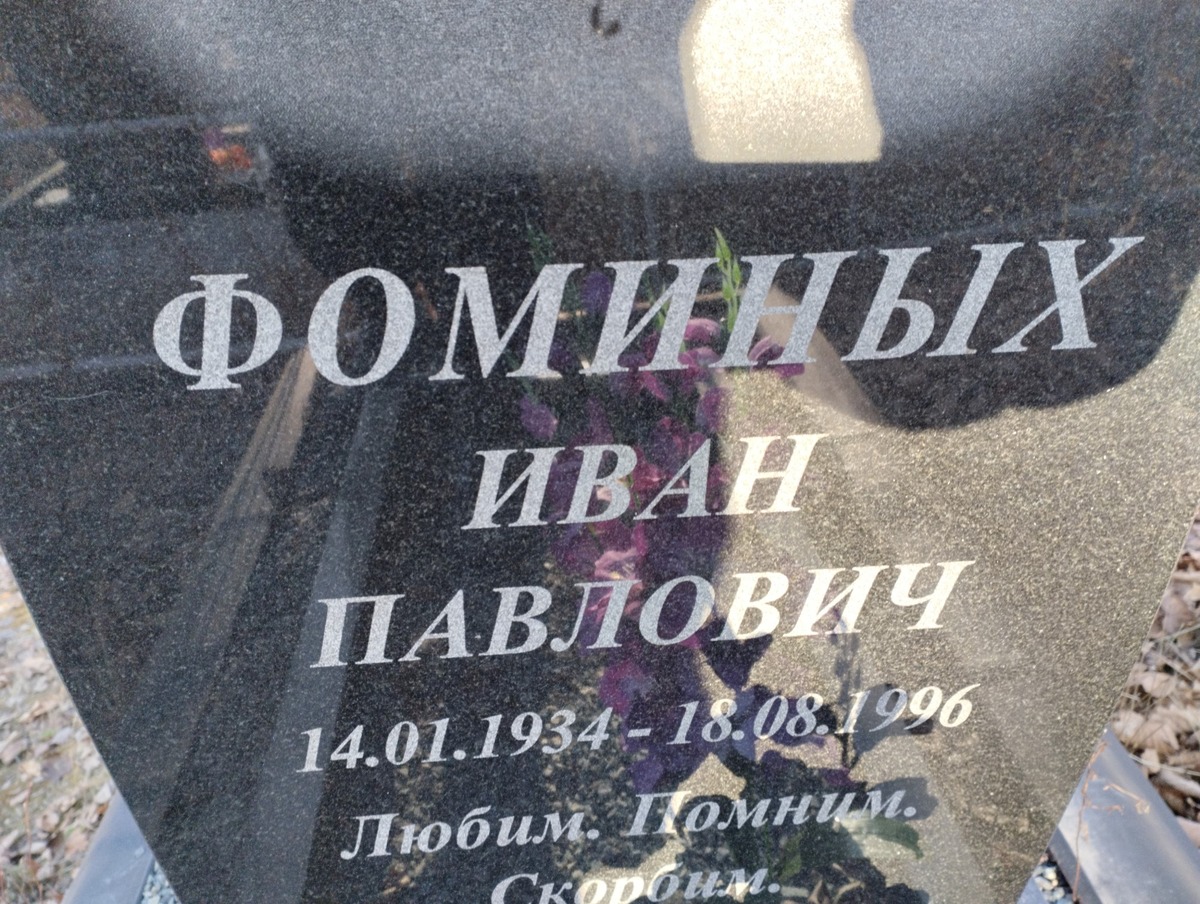 ФОМИНЫХ
ИВАН
ПАВЛОВИЧ
14.01.1934 - 18.08.1996
Любим. Помним.
Скорбим.